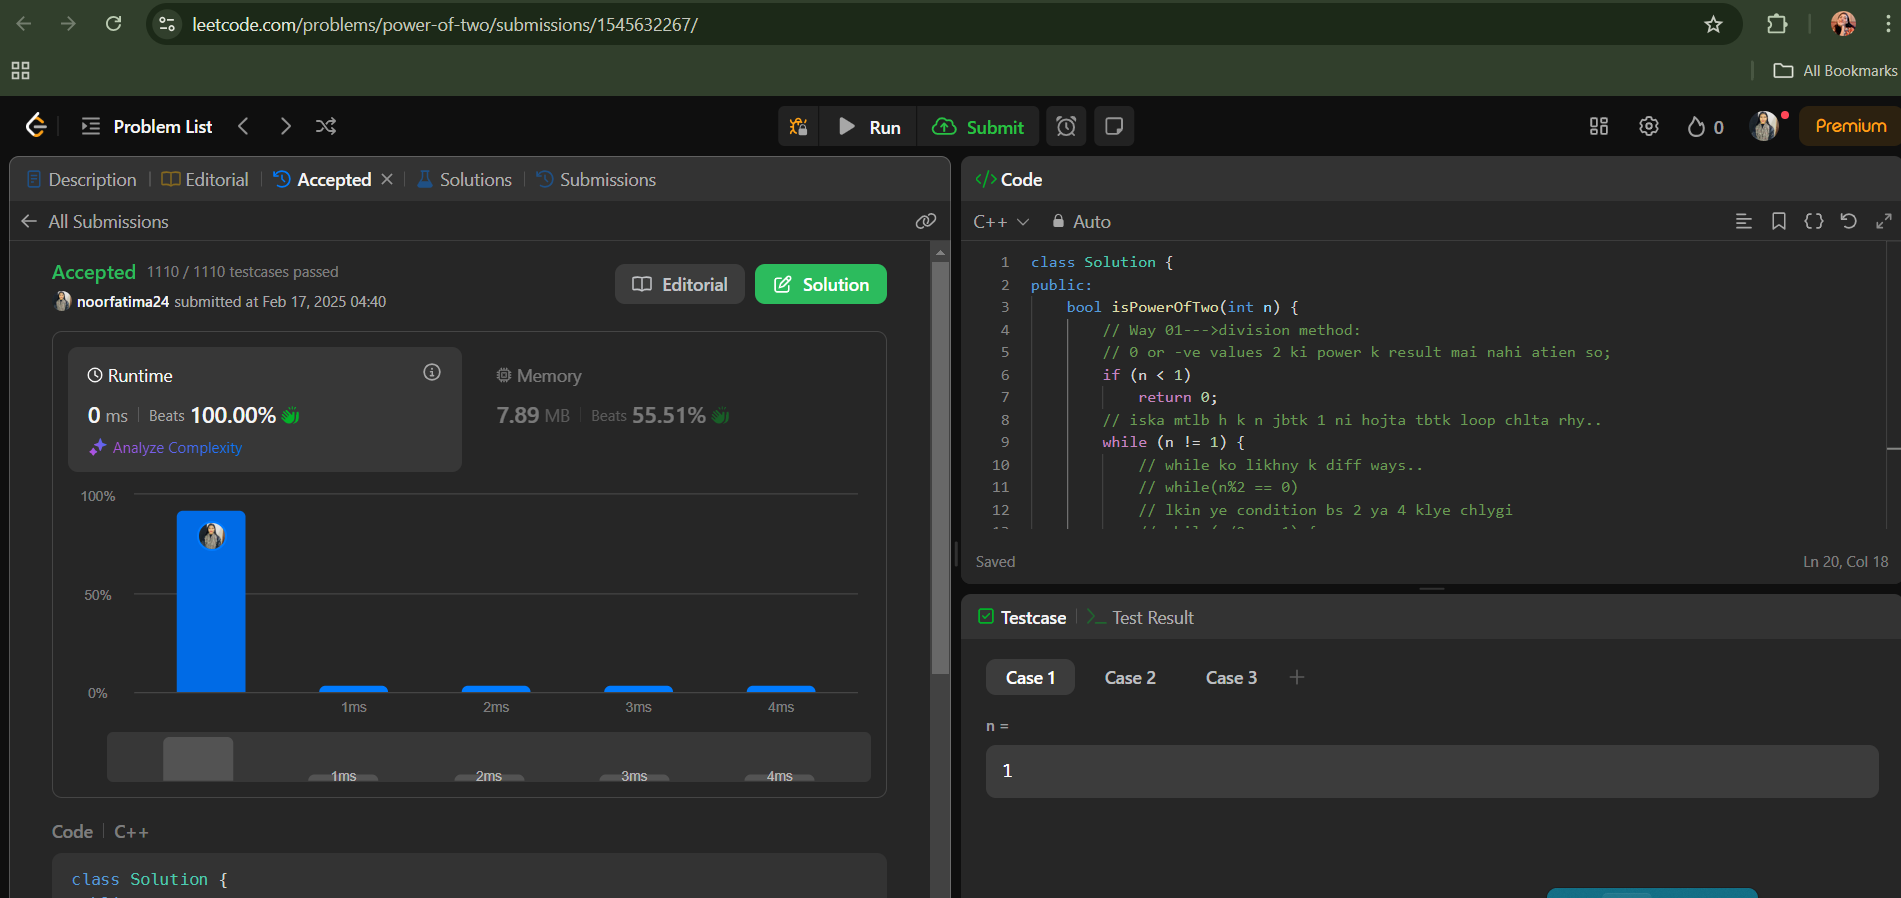 leetcode.com/problems/power-of-two/submissions/1545632267/
All Bookmarks
Problem List
Run
Submit
0
Premium
Description
Editorial
Accepted
Solutions
Submissions
All Submissions
Accepted 1110 / 1110 testcases passed
noorfatima24 submitted at Feb 17, 2025 04:40
Editorial
Solution
Runtime
0 ms Beats 100.00%
Analyze Complexity
Memory
7.89 MB Beats 55.51%
100%
50%
0%
1ms 2ms 3ms 4ms
1ms 2ms 3ms 4ms
Code C++
class Solution {
Code
C++ Auto
1 class Solution {
2 public:
3 bool isPowerOfTwo(int n) {
4 // Way 01--->division method:
5 // 0 or -ve values 2 ki power k result mai nahi atien so;
6 if (n < 1)
7 return 0;
8 // iska mtlb h k n jbtk 1 ni hojta tbtk loop chlta rhy..
9 while (n != 1) {
10 // while ko likhny k diff ways..
11 // while(n%2 == 0)
12 // lkin ye condition bs 2 ya 4 klye chlygi
Saved
Ln 20, Col 18
Testcase
Test Result
Case 1
Case 2
Case 3
n =
1